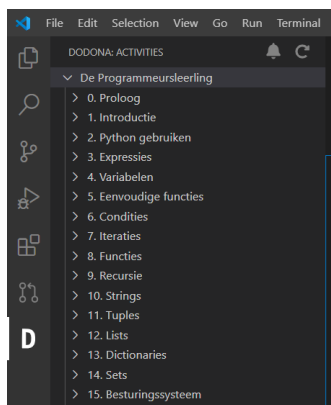 File Edit Selection View Go Run Terminal
DODONA: ACTIVITIES
De Programmeursleerling
0. Proloog
1. Introductie
2. Python gebruiken
3. Expressies
4. Variabelen
5. Eenvoudige functies
6. Condities
7. Iteraties
8. Functies
9. Recursie
10. Strings
11. Tuples
12. Lists
13. Dictionaries
14. Sets
15. Besturingssysteem
D